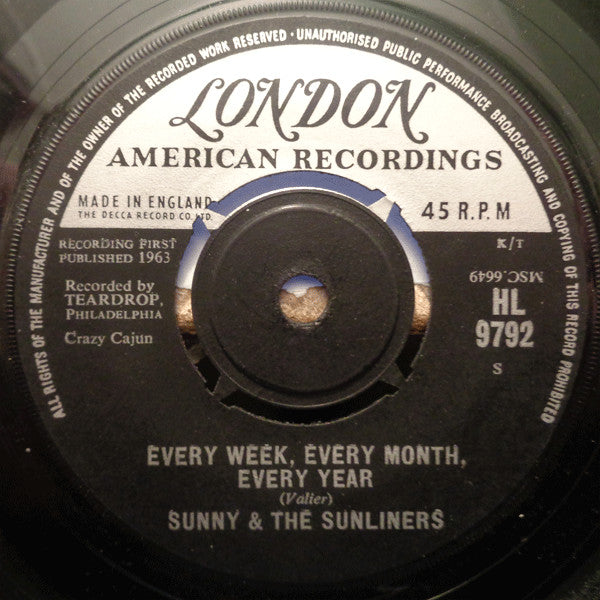 ALL RIGHTS OF THE MANUFACTURER AND OF THE OWNER OF THE RECORDED WORK RESERVED · UNAUTHORISED PUBLIC PERFORMANCE BROADCASTING AND COPYING OF THIS RECORD PROHIBITED
LONDON
AMERICAN RECORDINGS
MADE IN ENGLAND
THE DECCA RECORD CO. LTD.
45 R.P.M
RECORDING FIRST
PUBLISHED 1963
K/T
Recorded by
TEARDROP,
PHILADELPHIA
MSC.6649
HL
9792
Crazy Cajun
S
EVERY WEEK, EVERY MONTH,
EVERY YEAR
(Valier)
SUNNY & THE SUNLINERS